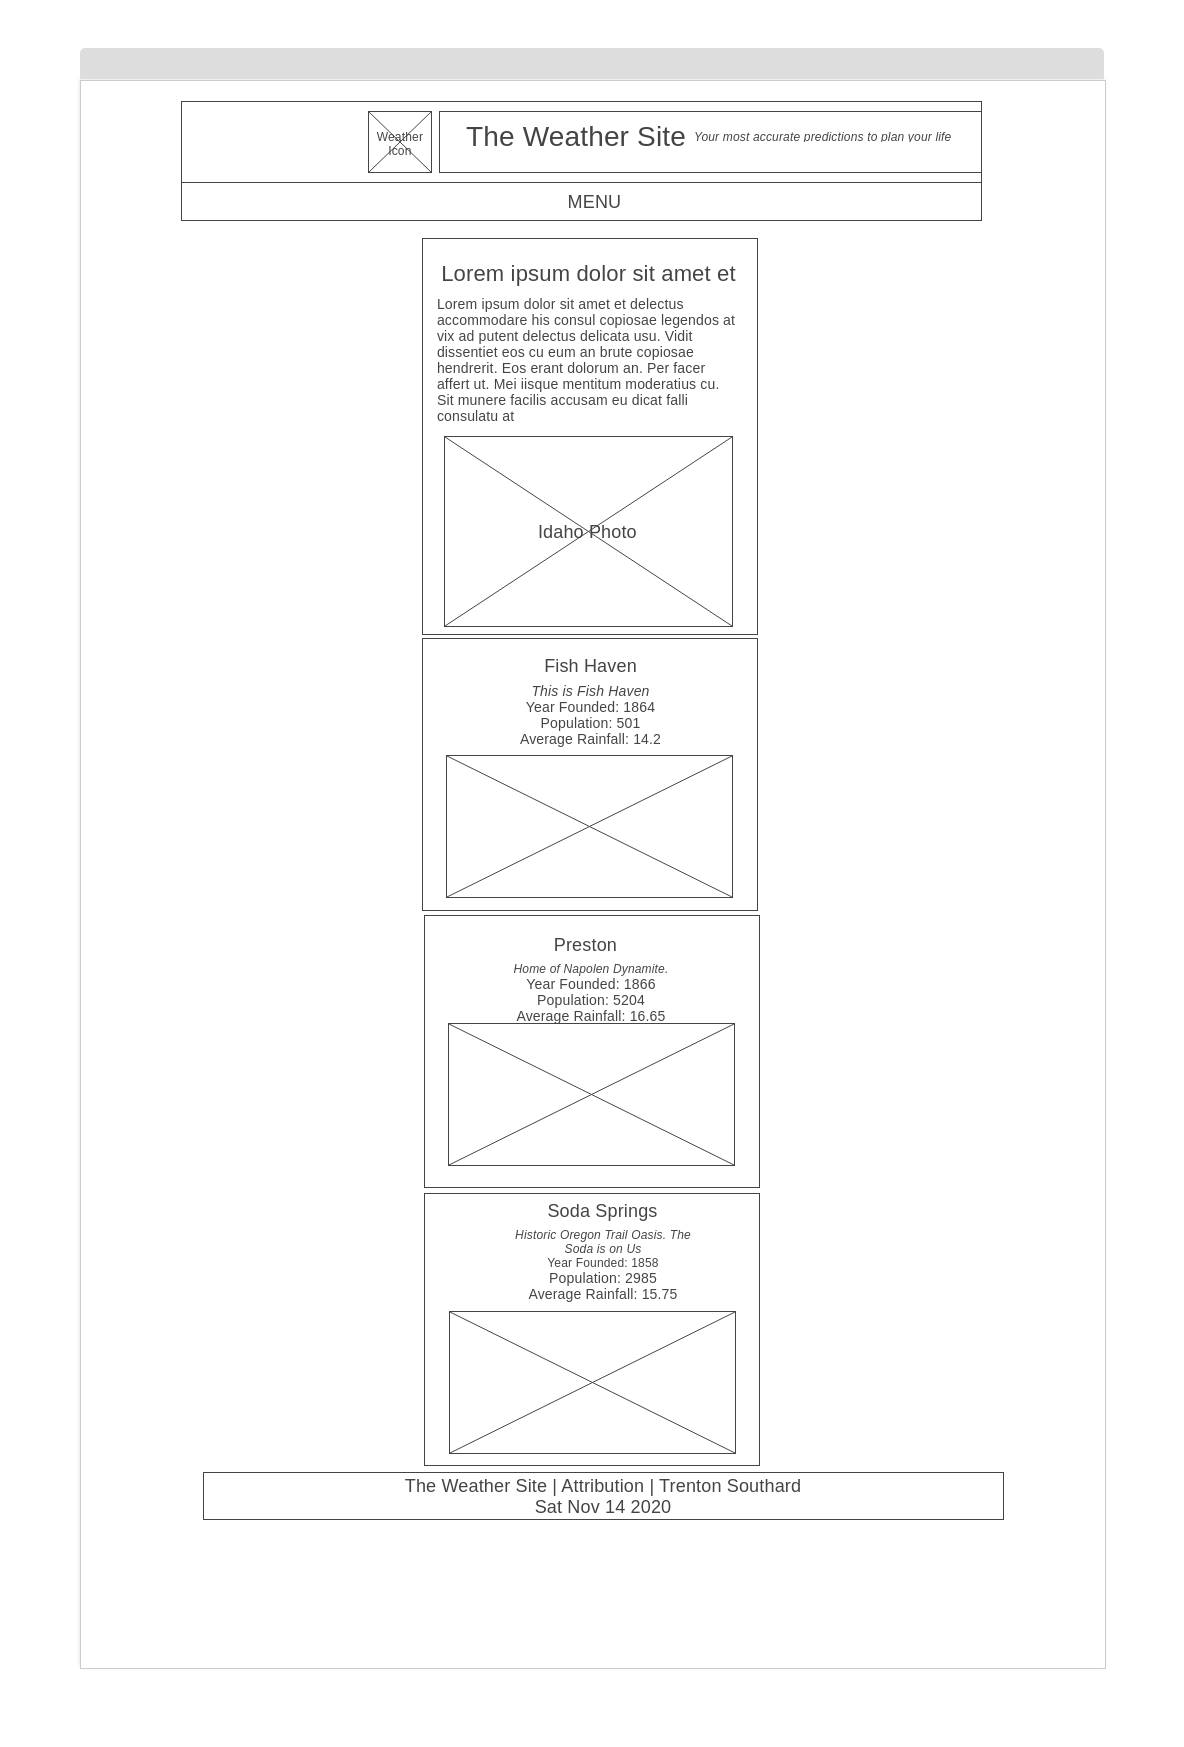 Weather
Icon
The Weather Site
Your most accurate predictions to plan your life
MENU
Lorem ipsum dolor sit amet et
Lorem ipsum dolor sit amet et delectus
accommodare his consul copiosae legendos at
vix ad putent delectus delicata usu. Vidit
dissentiet eos cu eum an brute copiosae
hendrerit. Eos erant dolorum an. Per facer
affert ut. Mei iisque mentitum moderatius cu.
Sit munere facilis accusam eu dicat falli
consulatu at
Idaho Photo
Fish Haven
This is Fish Haven
Year Founded: 1864
Population: 501
Average Rainfall: 14.2
Preston
Home of Napolen Dynamite.
Year Founded: 1866
Population: 5204
Average Rainfall: 16.65
Soda Springs
Historic Oregon Trail Oasis. The
Soda is on Us
Year Founded: 1858
Population: 2985
Average Rainfall: 15.75
The Weather Site | Attribution | Trenton Southard
Sat Nov 14 2020